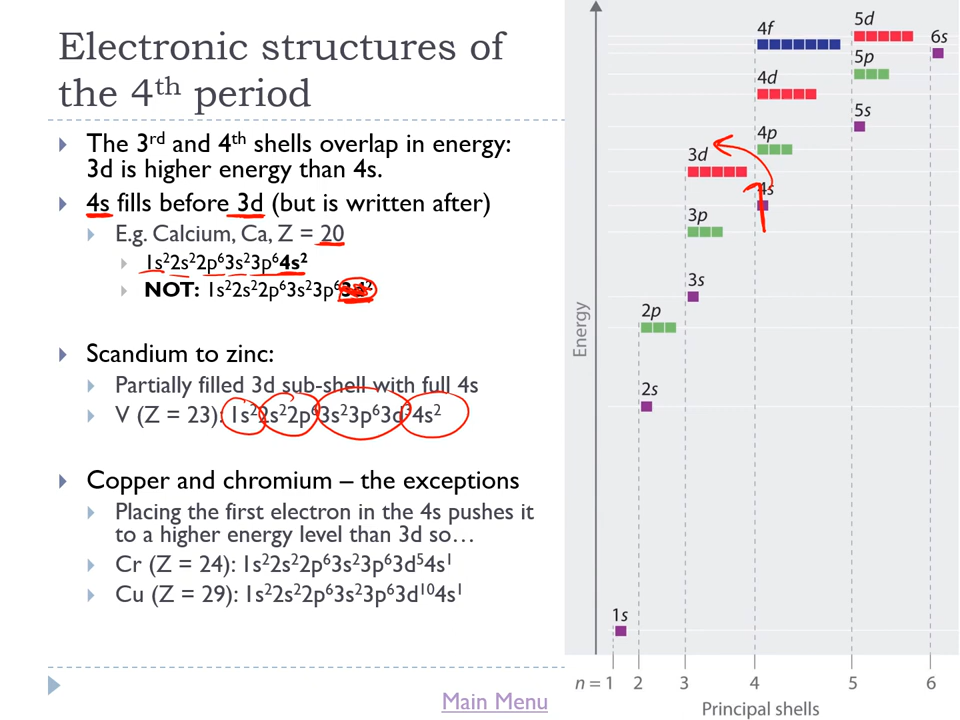 Electronic structures of
the 4th period
The 3rd and 4th shells overlap in energy:
3d is higher energy than 4s.
4s fills before 3d (but is written after)
E.g. Calcium, Ca, Z = 20
1s²2s²2p⁶3s²3p⁶4s²
NOT: 1s²2s²2p⁶3s²3p⁶3d²
Scandium to zinc:
Partially filled 3d sub-shell with full 4s
V (Z = 23): 1s²2s²2p⁶3s²3p⁶3d³4s²
Copper and chromium – the exceptions
Placing the first electron in the 4s pushes it
to a higher energy level than 3d so…
Cr (Z = 24): 1s²2s²2p⁶3s²3p⁶3d⁵4s¹
Cu (Z = 29): 1s²2s²2p⁶3s²3p⁶3d¹⁰4s¹
Main Menu
Energy
5d
4f
6s
5p
4d
5s
4p
3d
4s
3p
3s
2p
2s
1s
n = 1 2 3 4 5 6
Principal shells